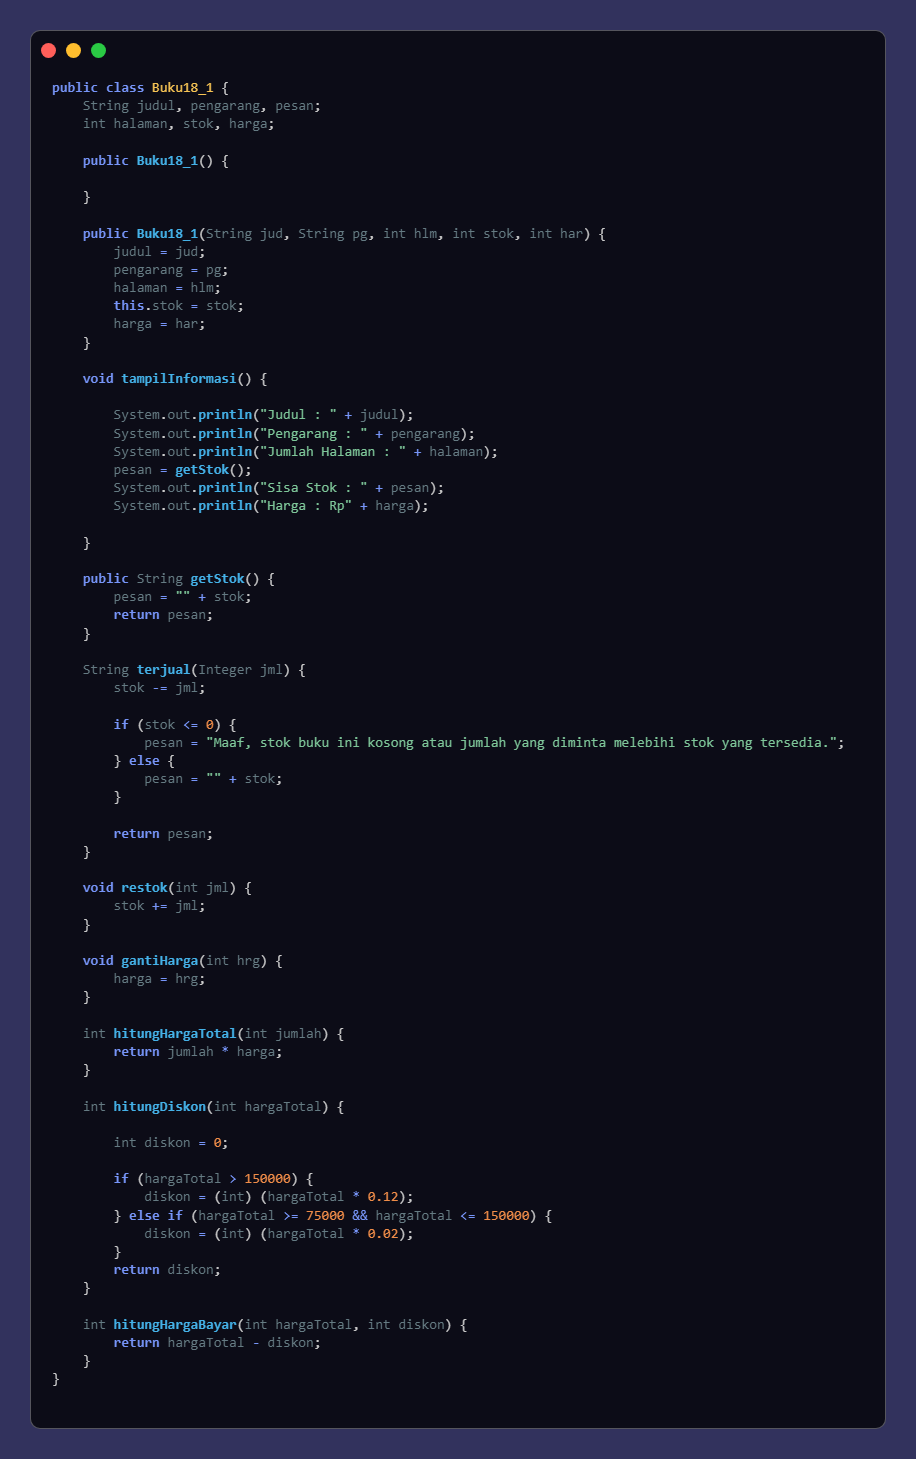 public class Buku18_1 {
    String judul, pengarang, pesan;
    int halaman, stok, harga;

    public Buku18_1() {

    }

    public Buku18_1(String jud, String pg, int hlm, int stok, int har) {
        judul = jud;
        pengarang = pg;
        halaman = hlm;
        this.stok = stok;
        harga = har;
    }

    void tampilInformasi() {

        System.out.println("Judul : " + judul);
        System.out.println("Pengarang : " + pengarang);
        System.out.println("Jumlah Halaman : " + halaman);
        pesan = getStok();
        System.out.println("Sisa Stok : " + pesan);
        System.out.println("Harga : Rp" + harga);

    }

    public String getStok() {
        pesan = "" + stok;
        return pesan;
    }

    String terjual(Integer jml) {
        stok -= jml;

        if (stok <= 0) {
            pesan = "Maaf, stok buku ini kosong atau jumlah yang diminta melebihi stok yang tersedia.";
        } else {
            pesan = "" + stok;
        }

        return pesan;
    }

    void restok(int jml) {
        stok += jml;
    }

    void gantiHarga(int hrg) {
        harga = hrg;
    }

    int hitungHargaTotal(int jumlah) {
        return jumlah * harga;
    }

    int hitungDiskon(int hargaTotal) {

        int diskon = 0;

        if (hargaTotal > 150000) {
            diskon = (int) (hargaTotal * 0.12);
        } else if (hargaTotal >= 75000 && hargaTotal <= 150000) {
            diskon = (int) (hargaTotal * 0.02);
        }
        return diskon;
    }

    int hitungHargaBayar(int hargaTotal, int diskon) {
        return hargaTotal - diskon;
    }
}